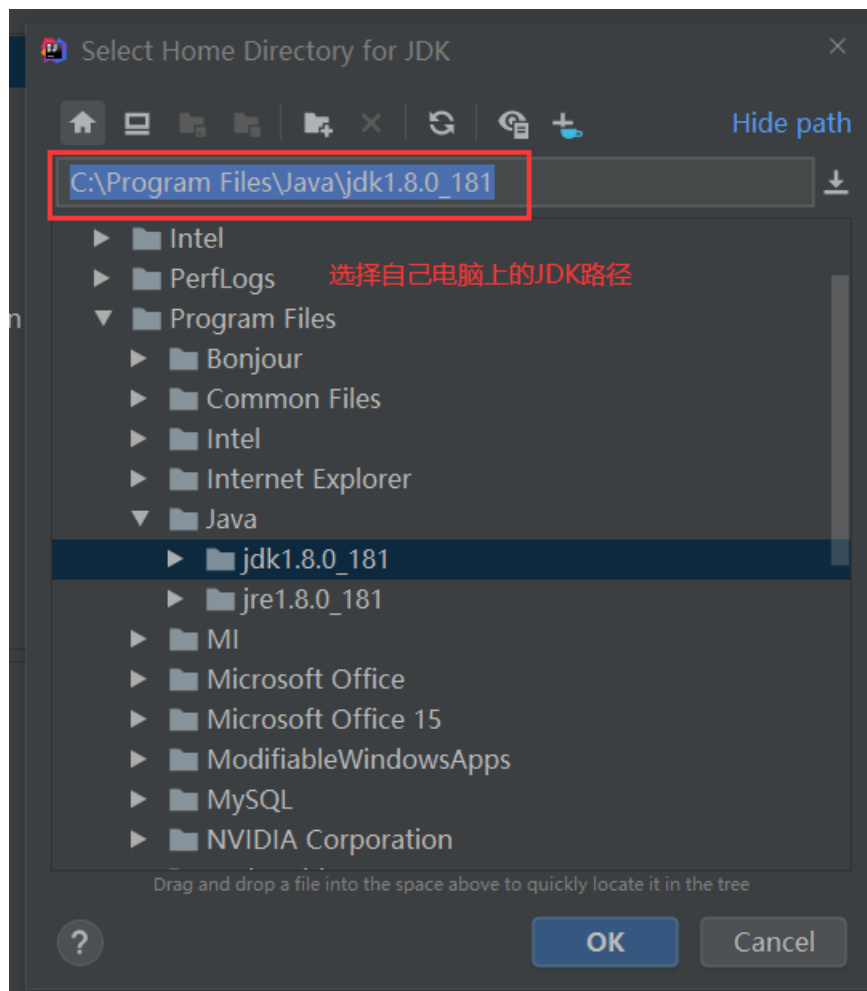 Select Home Directory for JDK
Hide path
C:\Program Files\Java\jdk1.8.0_181
Intel
PerfLogs
选择自己电脑上的JDK路径
n
Program Files
Bonjour
Common Files
Intel
Internet Explorer
Java
jdk1.8.0_181
jre1.8.0_181
MI
Microsoft Office
Microsoft Office 15
ModifiableWindowsApps
MySQL
NVIDIA Corporation
Drag and drop a file into the space above to quickly locate it in the tree
?
OK
Cancel